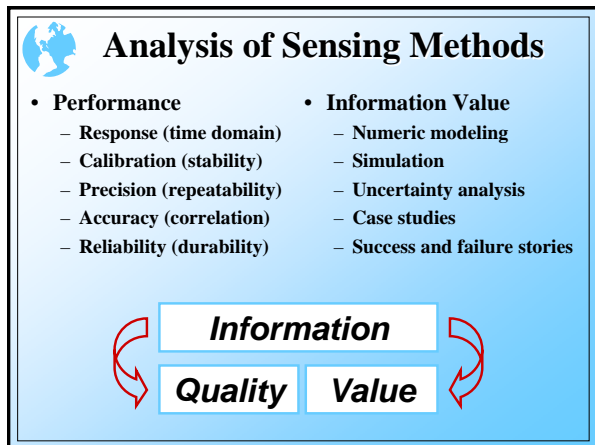 Analysis of Sensing Methods
• Performance
– Response (time domain)
– Calibration (stability)
– Precision (repeatability)
– Accuracy (correlation)
– Reliability (durability)
• Information Value
– Numeric modeling
– Simulation
– Uncertainty analysis
– Case studies
– Success and failure stories
Information
Quality
Value